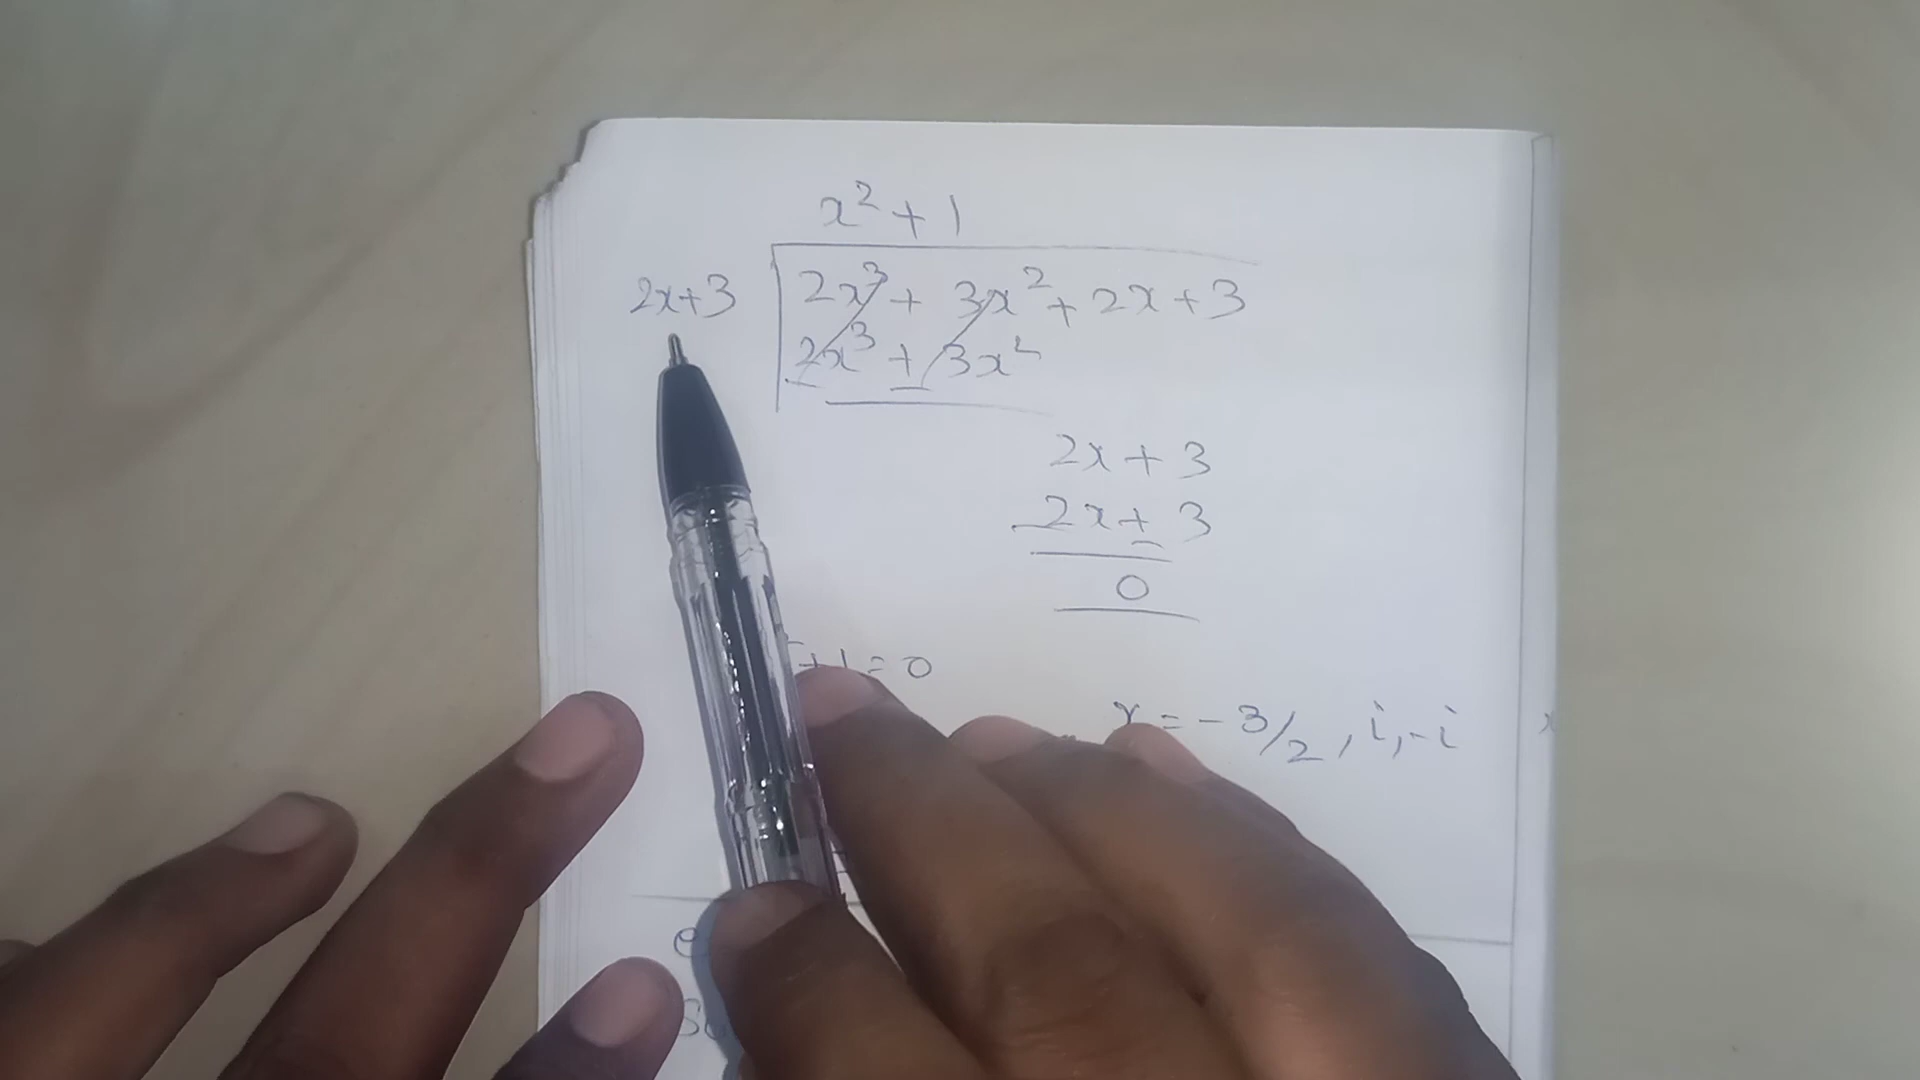 x² + 1
2x+3
2x³ + 3x² + 2x + 3
2x³ + 3x²
2x + 3
2x + 3
0
+1 = 0
x = -3/2, i, -i